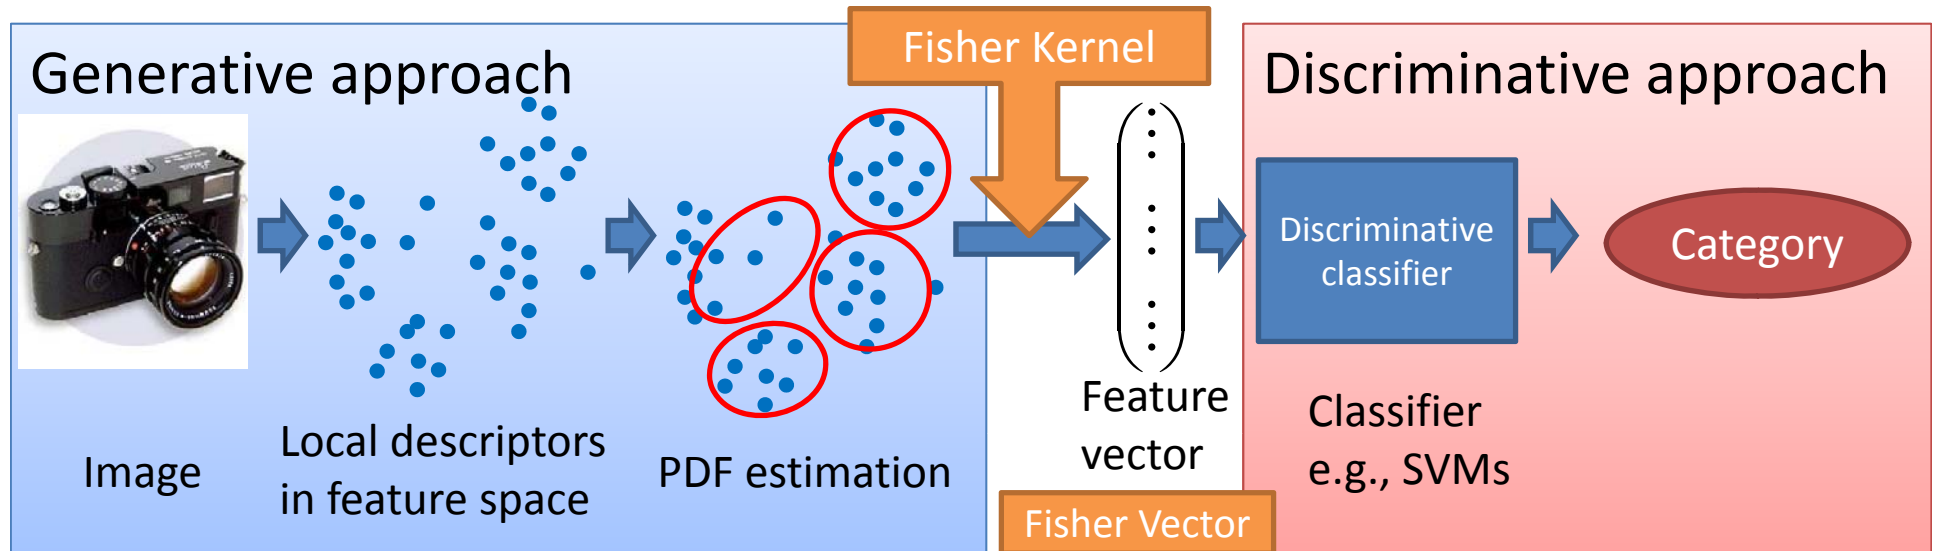 Generative approach
Fisher Kernel
Discriminative approach
Discriminative
classifier
Category
Image
Local descriptors
in feature space
PDF estimation
Feature
vector
Classifier
e.g., SVMs
Fisher Vector